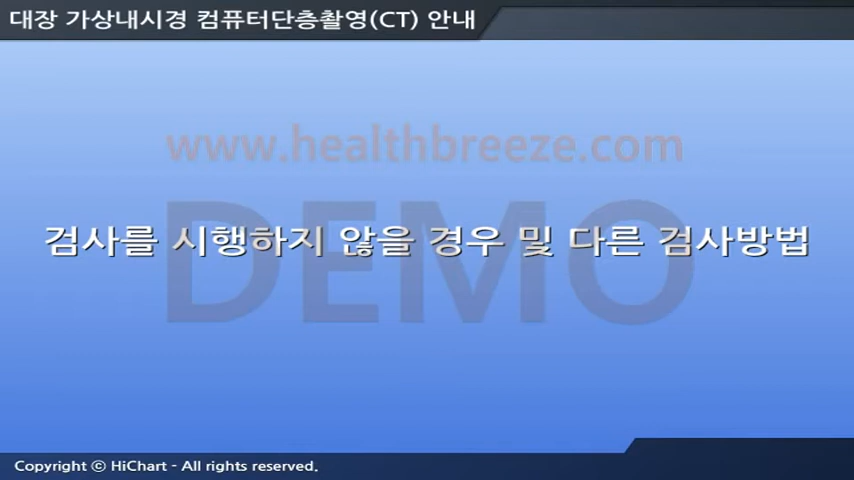 대장 가상내시경 컴퓨터단층촬영(CT) 안내
www.healthbreeze.com
DEMO
검사를 시행하지 않을 경우 및 다른 검사방법
Copyright ⓒ HiChart - All rights reserved.